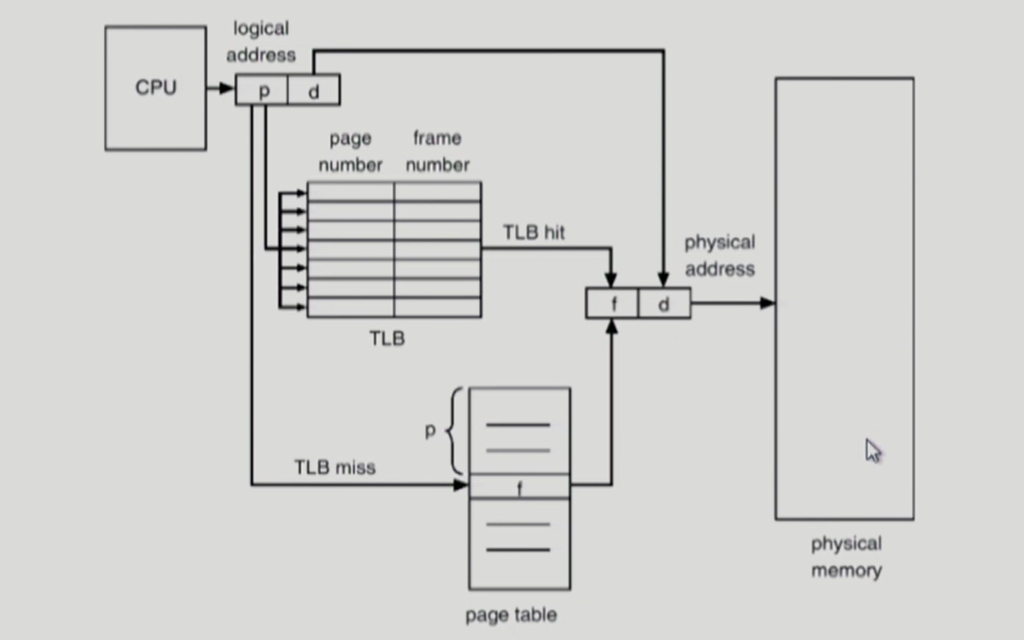 logical
address
CPU
p
d
page
number
frame
number
TLB hit
physical
address
f
d
TLB
p
TLB miss
f
page table
physical
memory